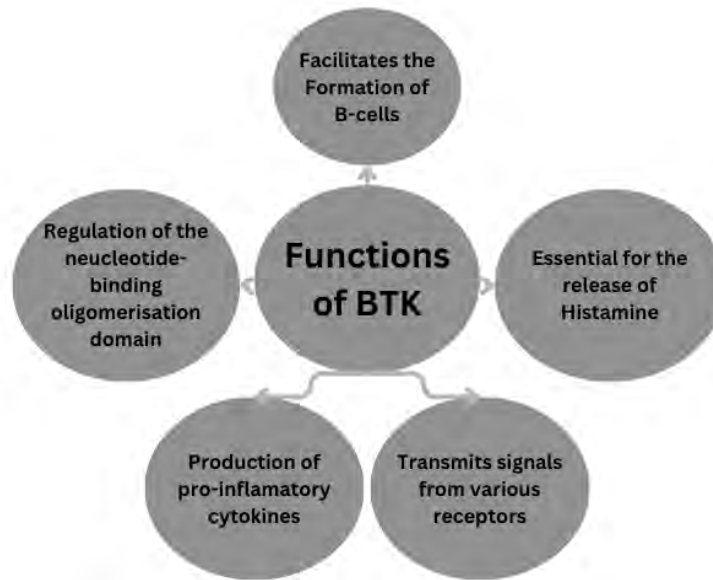 Facilitates the
Formation of
B-cells
Regulation of the
neucleotide-
binding
oligomerisation
domain
Functions
of BTK
Essential for the
release of
Histamine
Production of
pro-inflamatory
cytokines
Transmits signals
from various
receptors